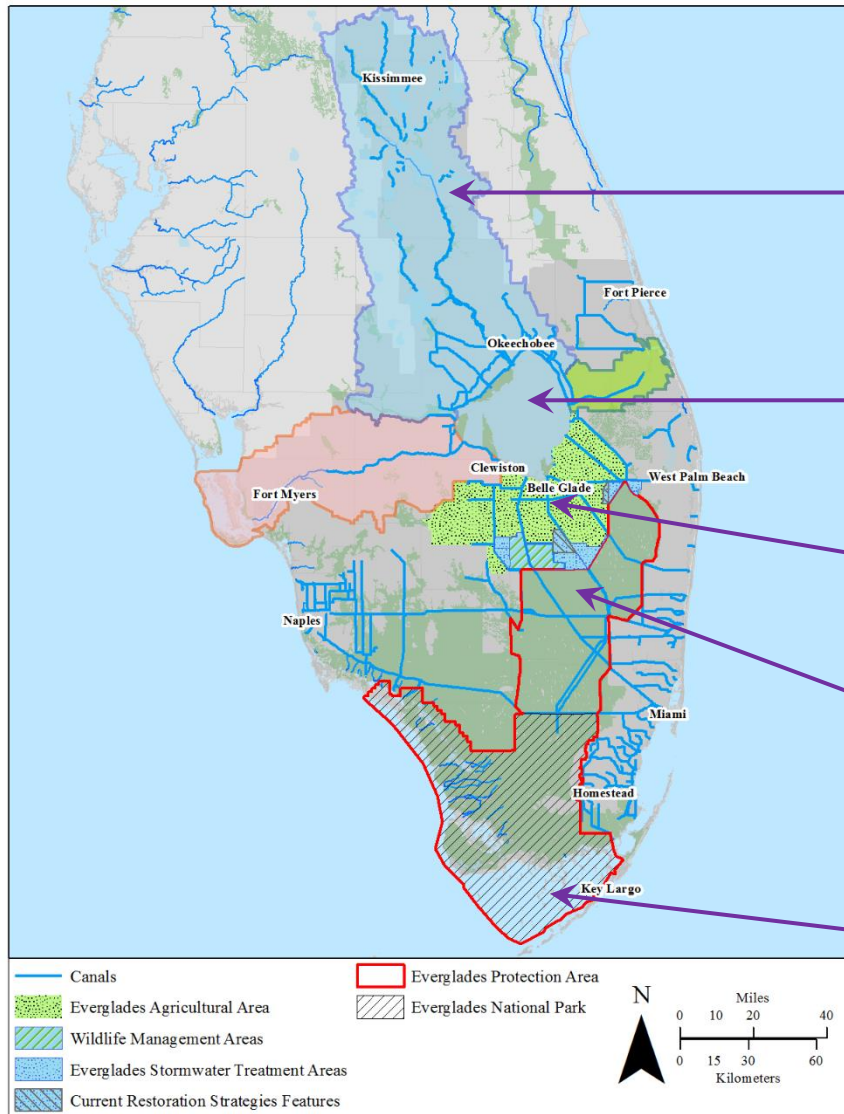 Kissimmee
Fort Pierce
Okeechobee
Clewiston
West Palm Beach
Belle Glade
Fort Myers
Naples
Miami
Homestead
Key Largo
Canals
Everglades Agricultural Area
Wildlife Management Areas
Everglades Stormwater Treatment Areas
Current Restoration Strategies Features
Everglades Protection Area
Everglades National Park
N
Miles
0 10 20 40
0 15 30 60
Kilometers